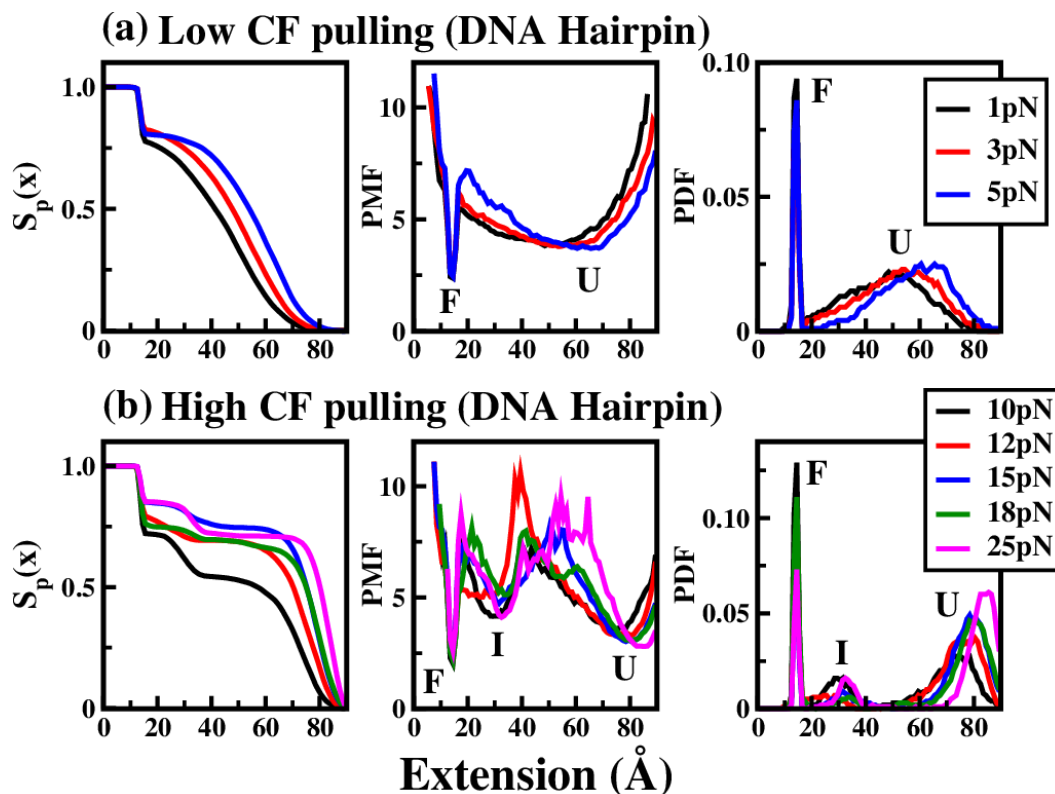 (a) Low CF pulling (DNA Hairpin)
Sp(x)
1.0
0.5
0
0 20 40 60 80
PMF
10
5
0 20 40 60 80
F
U
PDF
0.10
0.05
0
0 20 40 60 80
F
U
1pN
3pN
5pN
(b) High CF pulling (DNA Hairpin)
Sp(x)
1.0
0.5
0
0 20 40 60 80
PMF
10
5
0
0 20 40 60 80
F
I
U
PDF
0.10
0.05
0
0 20 40 60 80
F
I
U
10pN
12pN
15pN
18pN
25pN
Extension (Å)